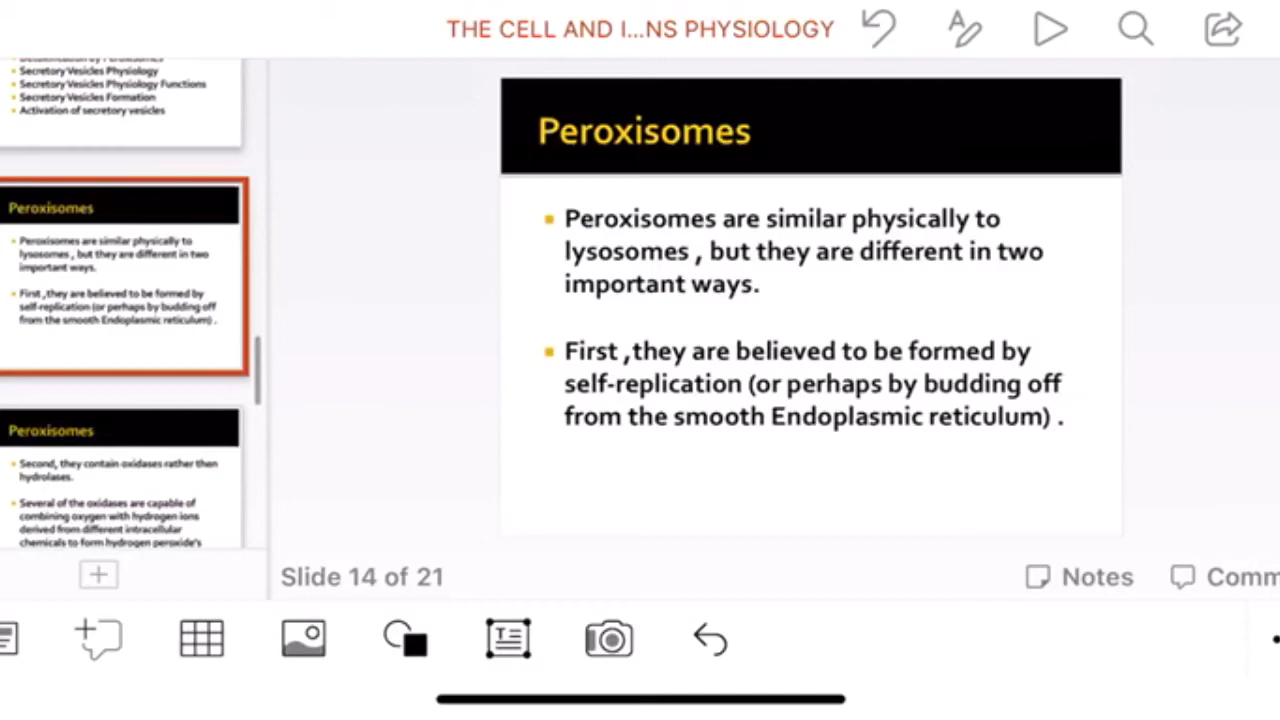 THE CELL AND I...NS PHYSIOLOGY
Detoxification by Peroxisomes
Secretory Vesicles Physiology
Secretory Vesicles Physiology Functions
Secretory Vesicles Formation
Activation of secretory vesicles
Peroxisomes
Peroxisomes are similar physically to
lysosomes , but they are different in two
important ways.
First ,they are believed to be formed by
self-replication (or perhaps by budding off
from the smooth Endoplasmic reticulum) .
Peroxisomes
Second, they contain oxidases rather then
hydrolases.
Several of the oxidases are capable of
combining oxygen with hydrogen ions
derived from different intracellular
chemicals to form hydrogen peroxide's
Peroxisomes
Peroxisomes are similar physically to
lysosomes , but they are different in two
important ways.
First ,they are believed to be formed by
self-replication (or perhaps by budding off
from the smooth Endoplasmic reticulum) .
Slide 14 of 21
Notes
Comm